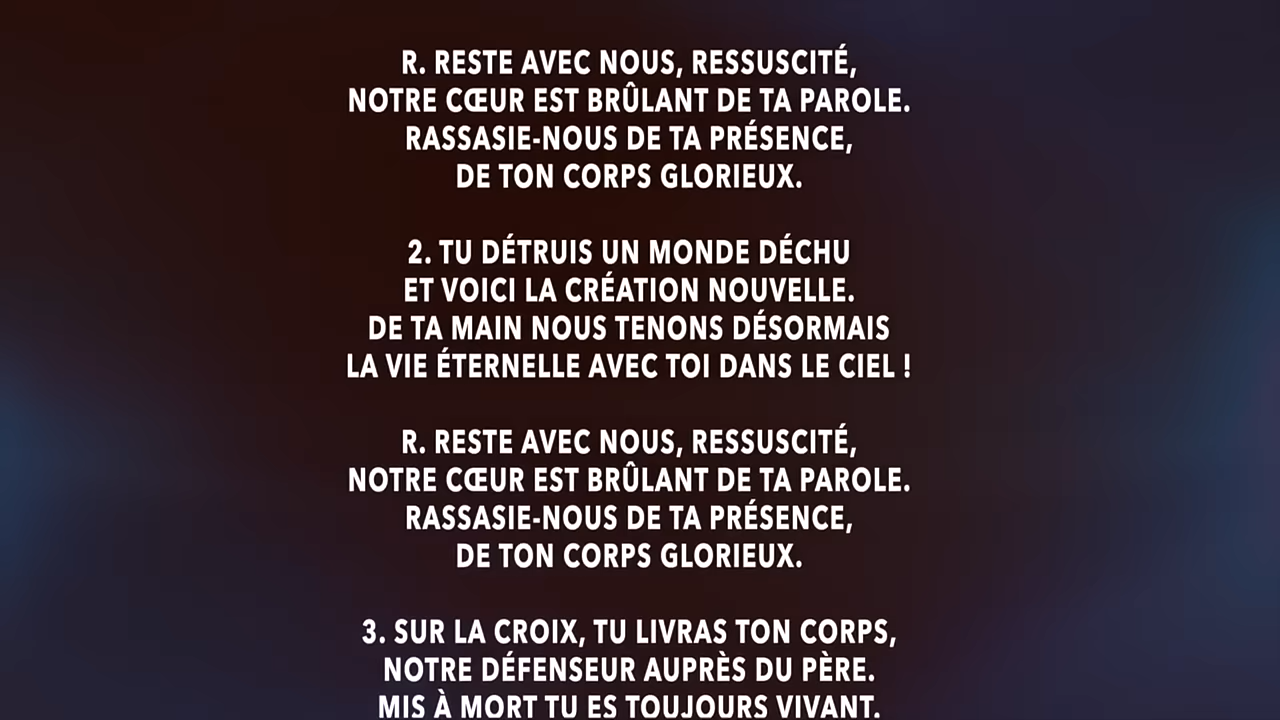 R. RESTE AVEC NOUS, RESSUSCITÉ,
NOTRE CŒUR EST BRÛLANT DE TA PAROLE.
RASSASIE-NOUS DE TA PRÉSENCE,
DE TON CORPS GLORIEUX.
2. TU DÉTRUIS UN MONDE DÉCHU
ET VOICI LA CRÉATION NOUVELLE.
DE TA MAIN NOUS TENONS DÉSORMAIS
LA VIE ÉTERNELLE AVEC TOI DANS LE CIEL !
R. RESTE AVEC NOUS, RESSUSCITÉ,
NOTRE CŒUR EST BRÛLANT DE TA PAROLE.
RASSASIE-NOUS DE TA PRÉSENCE,
DE TON CORPS GLORIEUX.
3. SUR LA CROIX, TU LIVRAS TON CORPS,
NOTRE DÉFENSEUR AUPRÈS DU PÈRE.
MIS À MORT TU ES TOUJOURS VIVANT.